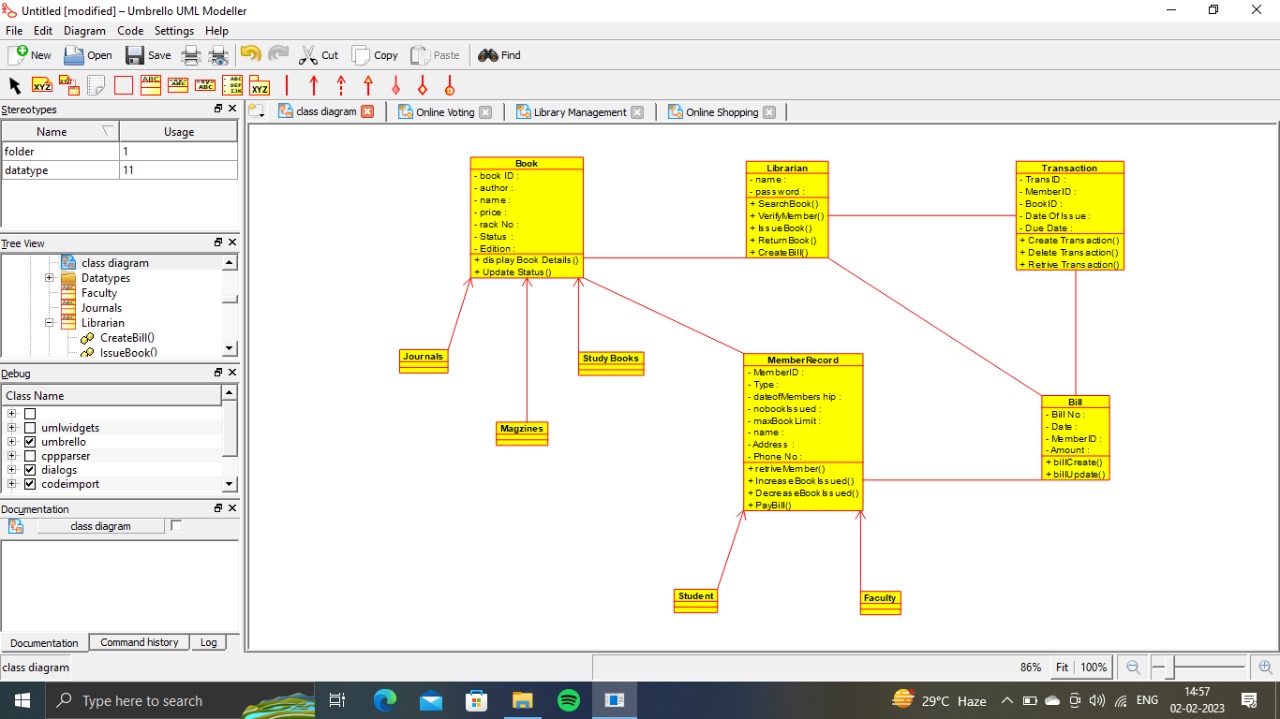 Untitled [modified] – Umbrello UML Modeller
File Edit Diagram Code Settings Help
New Open Save Cut Copy Paste Find
Stereotypes
Name Usage
folder 1
datatype 11
Tree View
class diagram
Datatypes
Faculty
Journals
Librarian
CreateBill()
IssueBook()
Debug
Class Name
umlwidgets
umbrello
cppparser
dialogs
codeimport
Documentation
class diagram
Documentation Command history Log
class diagram
class diagram Online Voting Library Management Online Shopping
Book
- book ID :
- author :
- name :
- price :
- rack No :
- Status :
- Edition :
+ display Book Details()
+ Update Status()
Librarian
- name :
- password :
+ SearchBook()
+ VerifyMember()
+ IssueBook()
+ ReturnBook()
+ CreateBill()
Transaction
- TransID :
- MemberID :
- BookID :
- Date Of Issue :
- Due Date :
+ Create Transaction()
+ Delete Transaction()
+ Retrive Transaction()
Journals
Study Books
Magzines
MemberRecord
- MemberID :
- Type :
- dateofMembership :
- nobookIssued :
- maxBookLimit :
- name :
- Address :
- Phone No :
+ retriveMember()
+ IncreaseBookIssued()
+ DecreaseBookIssued()
+ PayBill()
Bill
- Bill No :
- Date :
- MemberID :
- Amount :
+ billCreate()
+ billUpdate()
Student
Faculty
86% Fit 100%
Type here to search
29°C Haze
ENG
14:57
02-02-2023